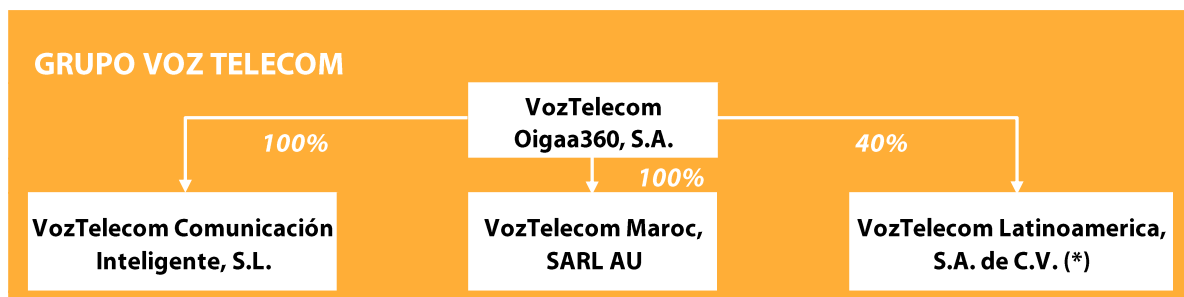 GRUPO VOZ TELECOM
VozTelecom
Oigaa360, S.A.
100%
40%
100%
VozTelecom Comunicación
Inteligente, S.L.
VozTelecom Maroc,
SARL AU
VozTelecom Latinoamerica,
S.A. de C.V. (*)